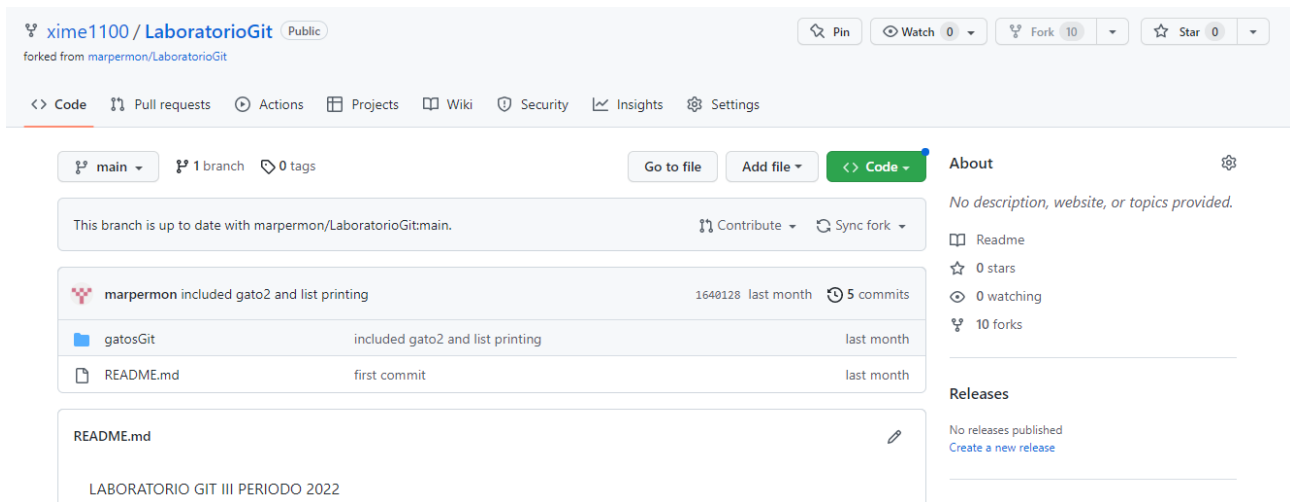 xime1100 / LaboratorioGit Public
Pin Watch 0 Fork 10 Star 0
forked from marpermon/LaboratorioGit
Code Pull requests Actions Projects Wiki Security Insights Settings
main 1 branch 0 tags Go to file Add file Code
This branch is up to date with marpermon/LaboratorioGit:main. Contribute Sync fork
marpermon included gato2 and list printing 1640128 last month 5 commits
gatosGit included gato2 and list printing last month
README.md first commit last month
README.md
LABORATORIO GIT III PERIODO 2022
About
No description, website, or topics provided.
Readme
0 stars
0 watching
10 forks
Releases
No releases published
Create a new release